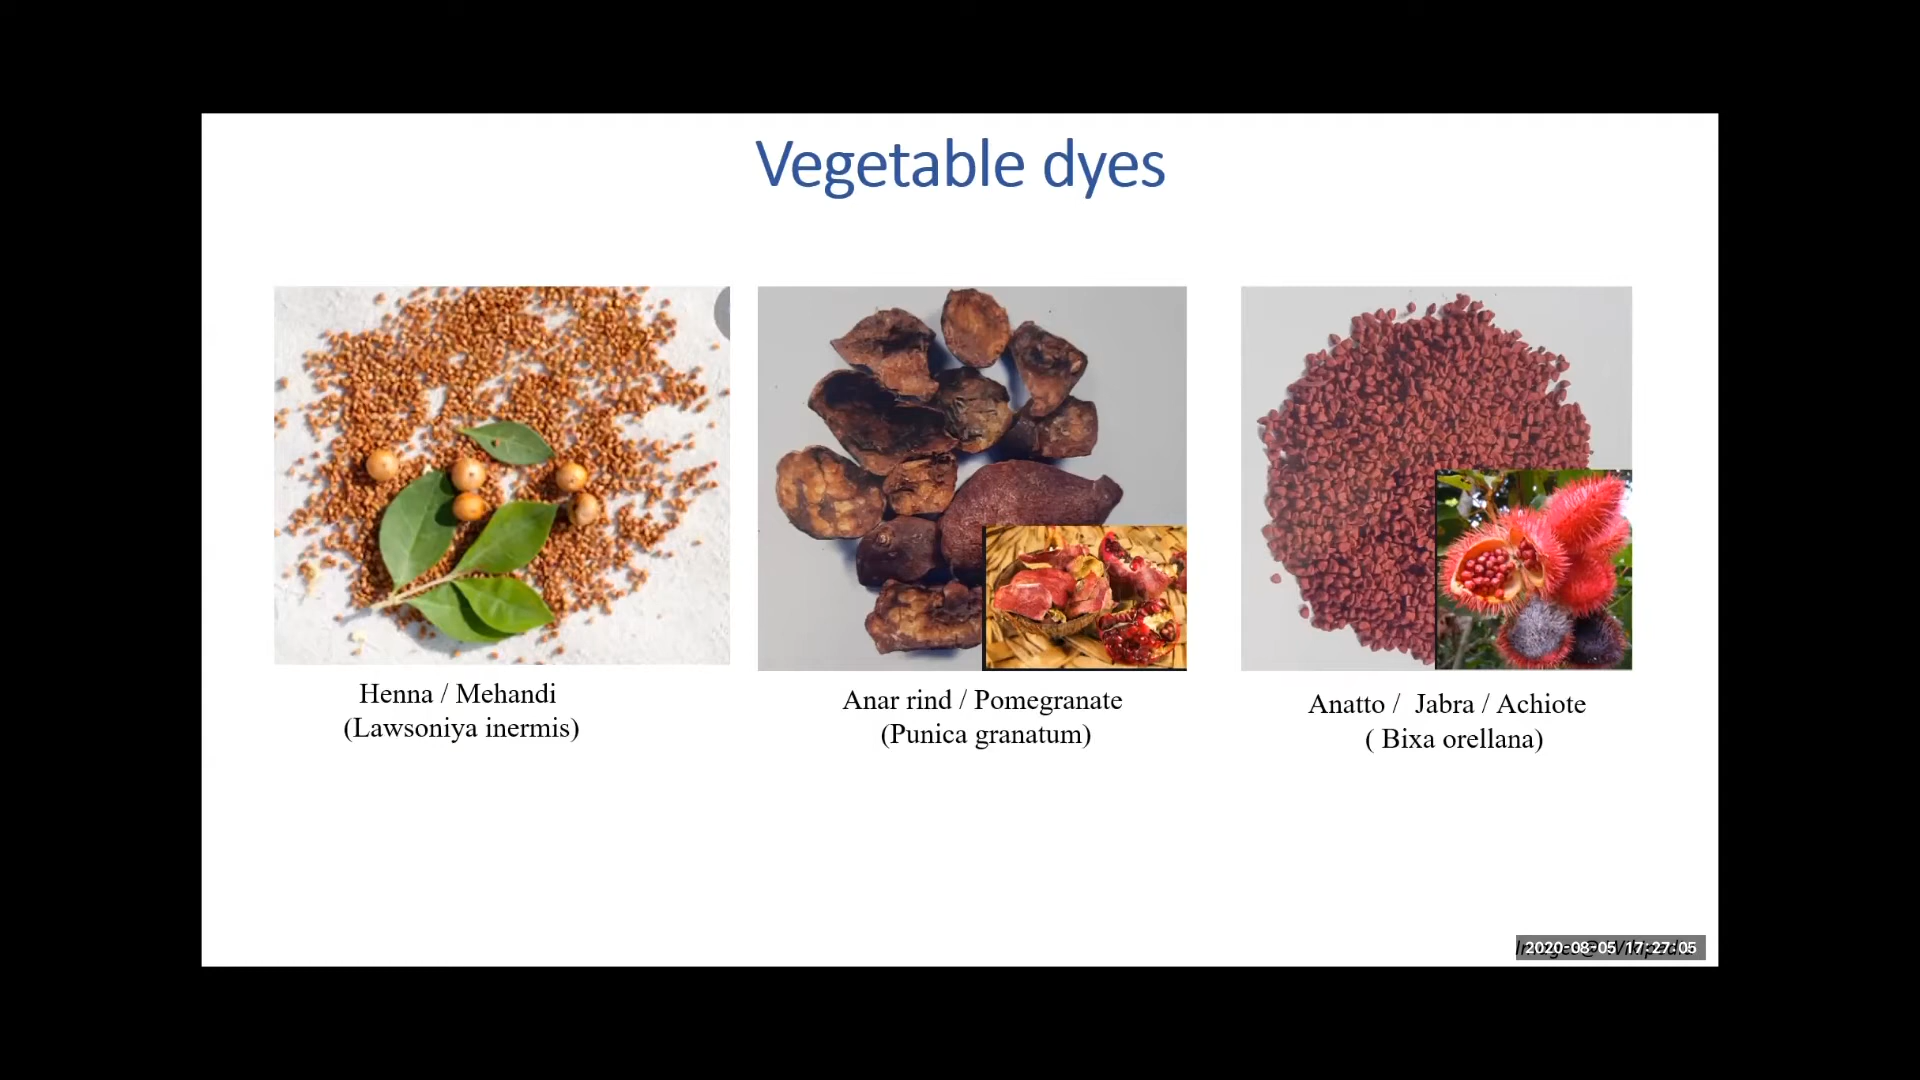 Vegetable dyes
Henna / Mehandi
(Lawsoniya inermis)
Anar rind / Pomegranate
(Punica granatum)
Anatto / Jabra / Achiote
( Bixa orellana)
2020-08-05 17:27:05